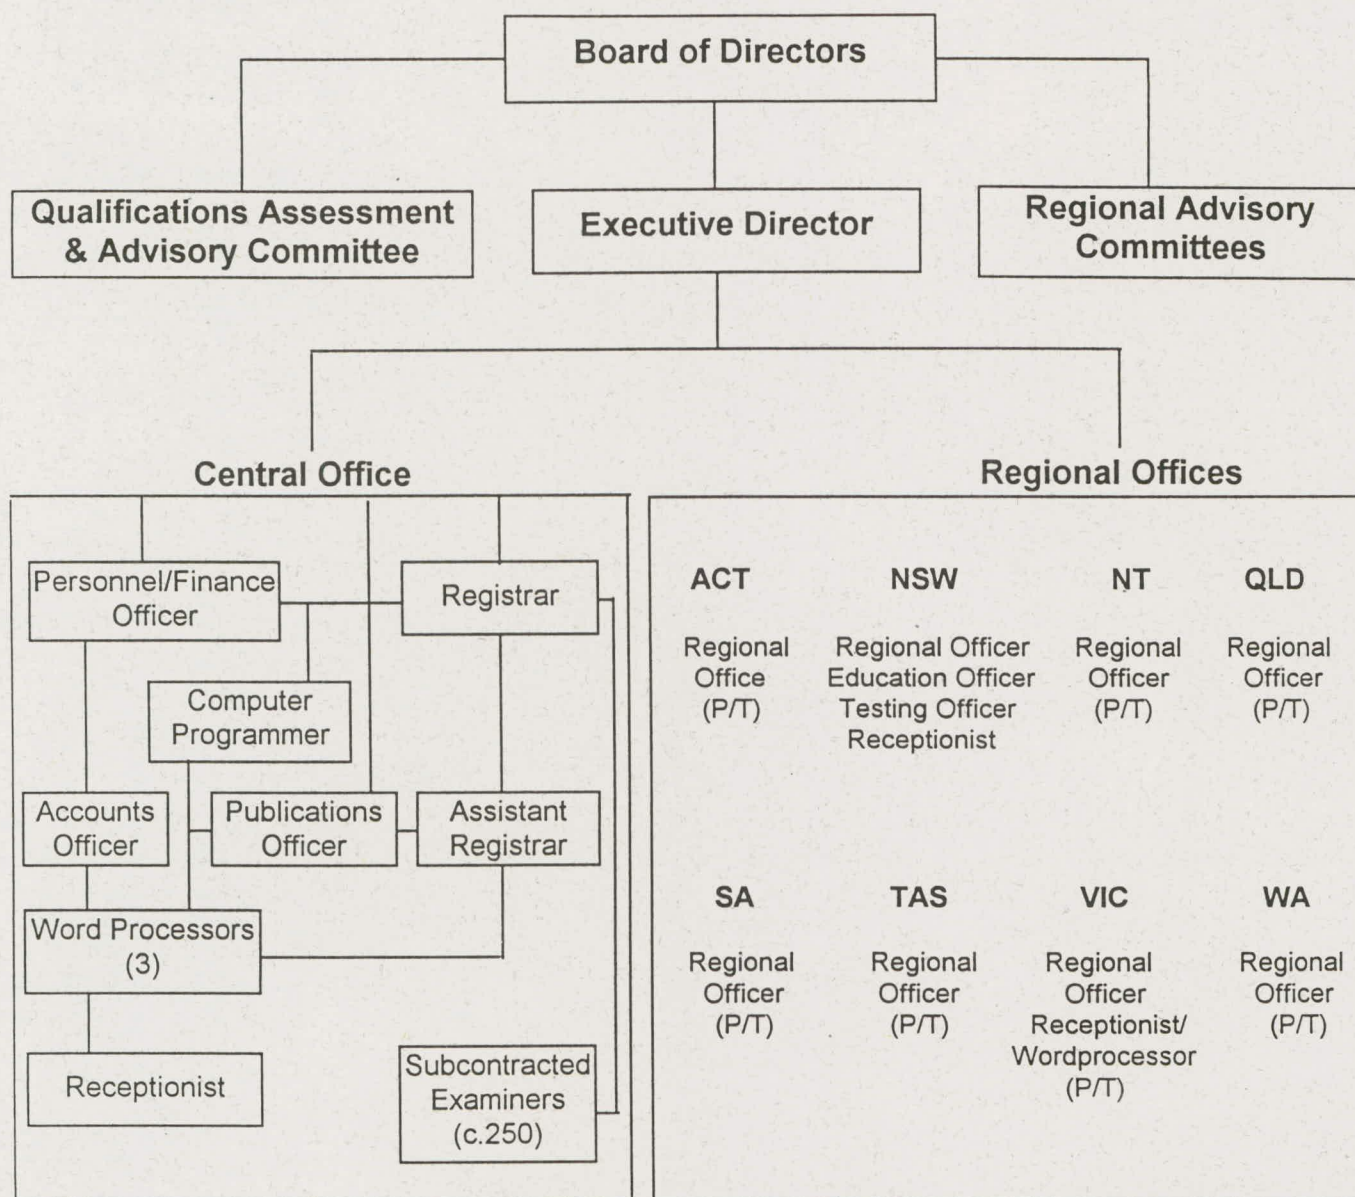 Board of Directors
Qualifications Assessment
& Advisory Committee
Executive Director
Regional Advisory
Committees
Central Office
Personnel/Finance
Officer
Registrar
Computer
Programmer
Accounts
Officer
Publications
Officer
Assistant
Registrar
Word Processors
(3)
Receptionist
Subcontracted
Examiners
(c.250)
Regional Offices
ACT
Regional
Office
(P/T)
NSW
Regional Officer
Education Officer
Testing Officer
Receptionist
NT
Regional
Officer
(P/T)
QLD
Regional
Officer
(P/T)
SA
Regional
Officer
(P/T)
TAS
Regional
Officer
(P/T)
VIC
Regional
Officer
Receptionist/
Wordprocessor
(P/T)
WA
Regional
Officer
(P/T)